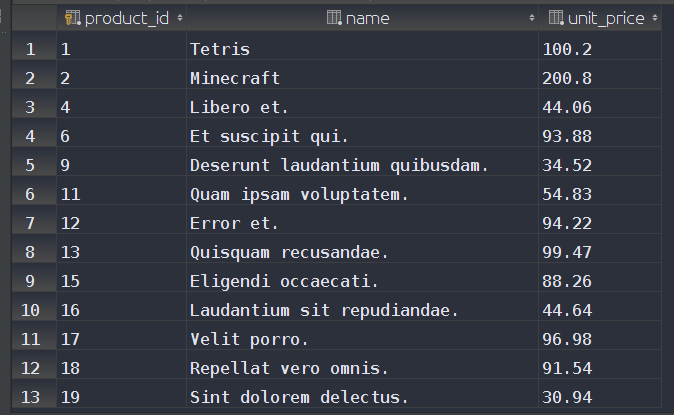 product_id name unit_price
1 1 Tetris 100.2
2 2 Minecraft 200.8
3 4 Libero et. 44.06
4 6 Et suscipit qui. 93.88
5 9 Deserunt laudantium quibusdam. 34.52
6 11 Quam ipsam voluptatem. 54.83
7 12 Error et. 94.22
8 13 Quisquam recusandae. 99.47
9 15 Eligendi occaecati. 88.26
10 16 Laudantium sit repudiandae. 44.64
11 17 Velit porro. 96.98
12 18 Repellat vero omnis. 91.54
13 19 Sint dolorem delectus. 30.94